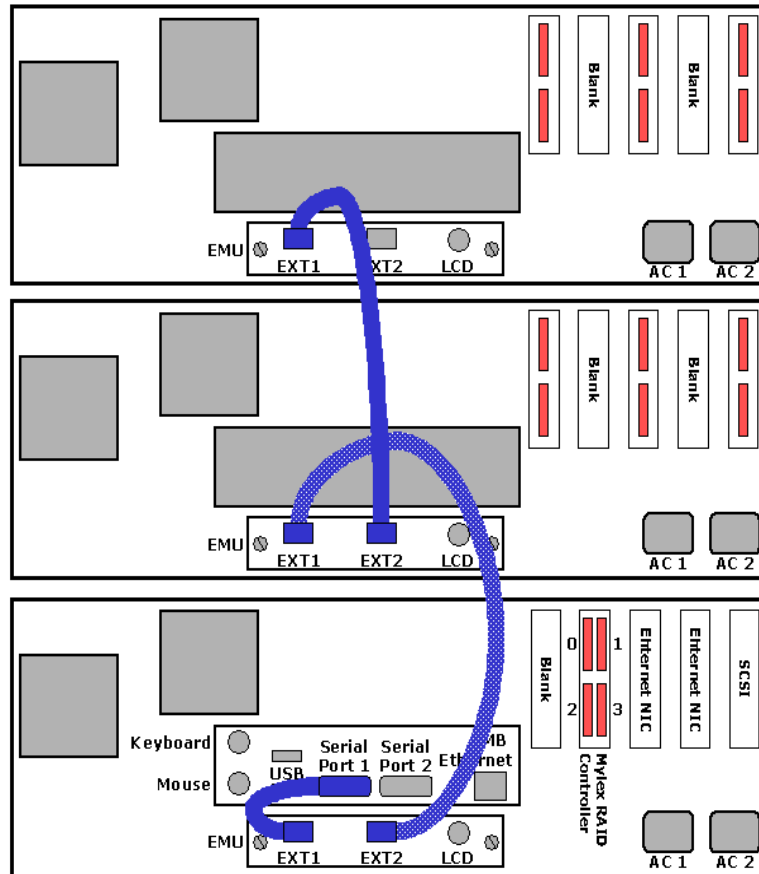 Blank
Blank
EMU
EXT1
XT2
LCD
AC 1
AC 2
Blank
Blank
EMU
EXT1
EXT2
LCD
AC 1
AC 2
Blank
0
1
2
3
Mylex RAID
Controller
Ehternet NIC
Ehternet NIC
SCSI
Keyboard
Mouse
USB
Serial
Port 1
Serial
Port 2
MB
Ethernet
EMU
EXT1
EXT2
LCD
AC 1
AC 2